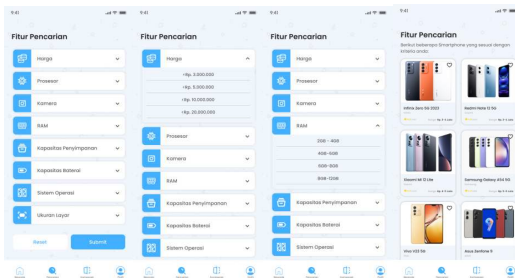 9:41
Fitur Pencarian
Harga
Prosesor
Kamera
RAM
Kapasitas Penyimpanan
Kapasitas Baterai
Sistem Operasi
Ukuran Layar
Reset
Submit
9:41
Fitur Pencarian
Harga
<Rp. 3.000.000
<Rp. 5.000.000
<Rp. 10.000.000
<Rp. 20.000.000
Prosesor
Kamera
RAM
Kapasitas Penyimpanan
Kapasitas Baterai
Sistem Operasi
9:41
Fitur Pencarian
Harga
Prosesor
Kamera
RAM
2GB - 4GB
4GB-6GB
6GB-8GB
8GB-12GB
Kapasitas Penyimpanan
Kapasitas Baterai
Sistem Operasi
9:41
Fitur Pencarian
Berikut beberapa Smartphone yang sesuai dengan kriteria anda:
Infinix Zero 5G 2023
Redmi Note 12 5G
Xiaomi Mi 12 Lite
Samsung Galaxy A54 5G
Vivo V23 5G
Asus Zenfone 9